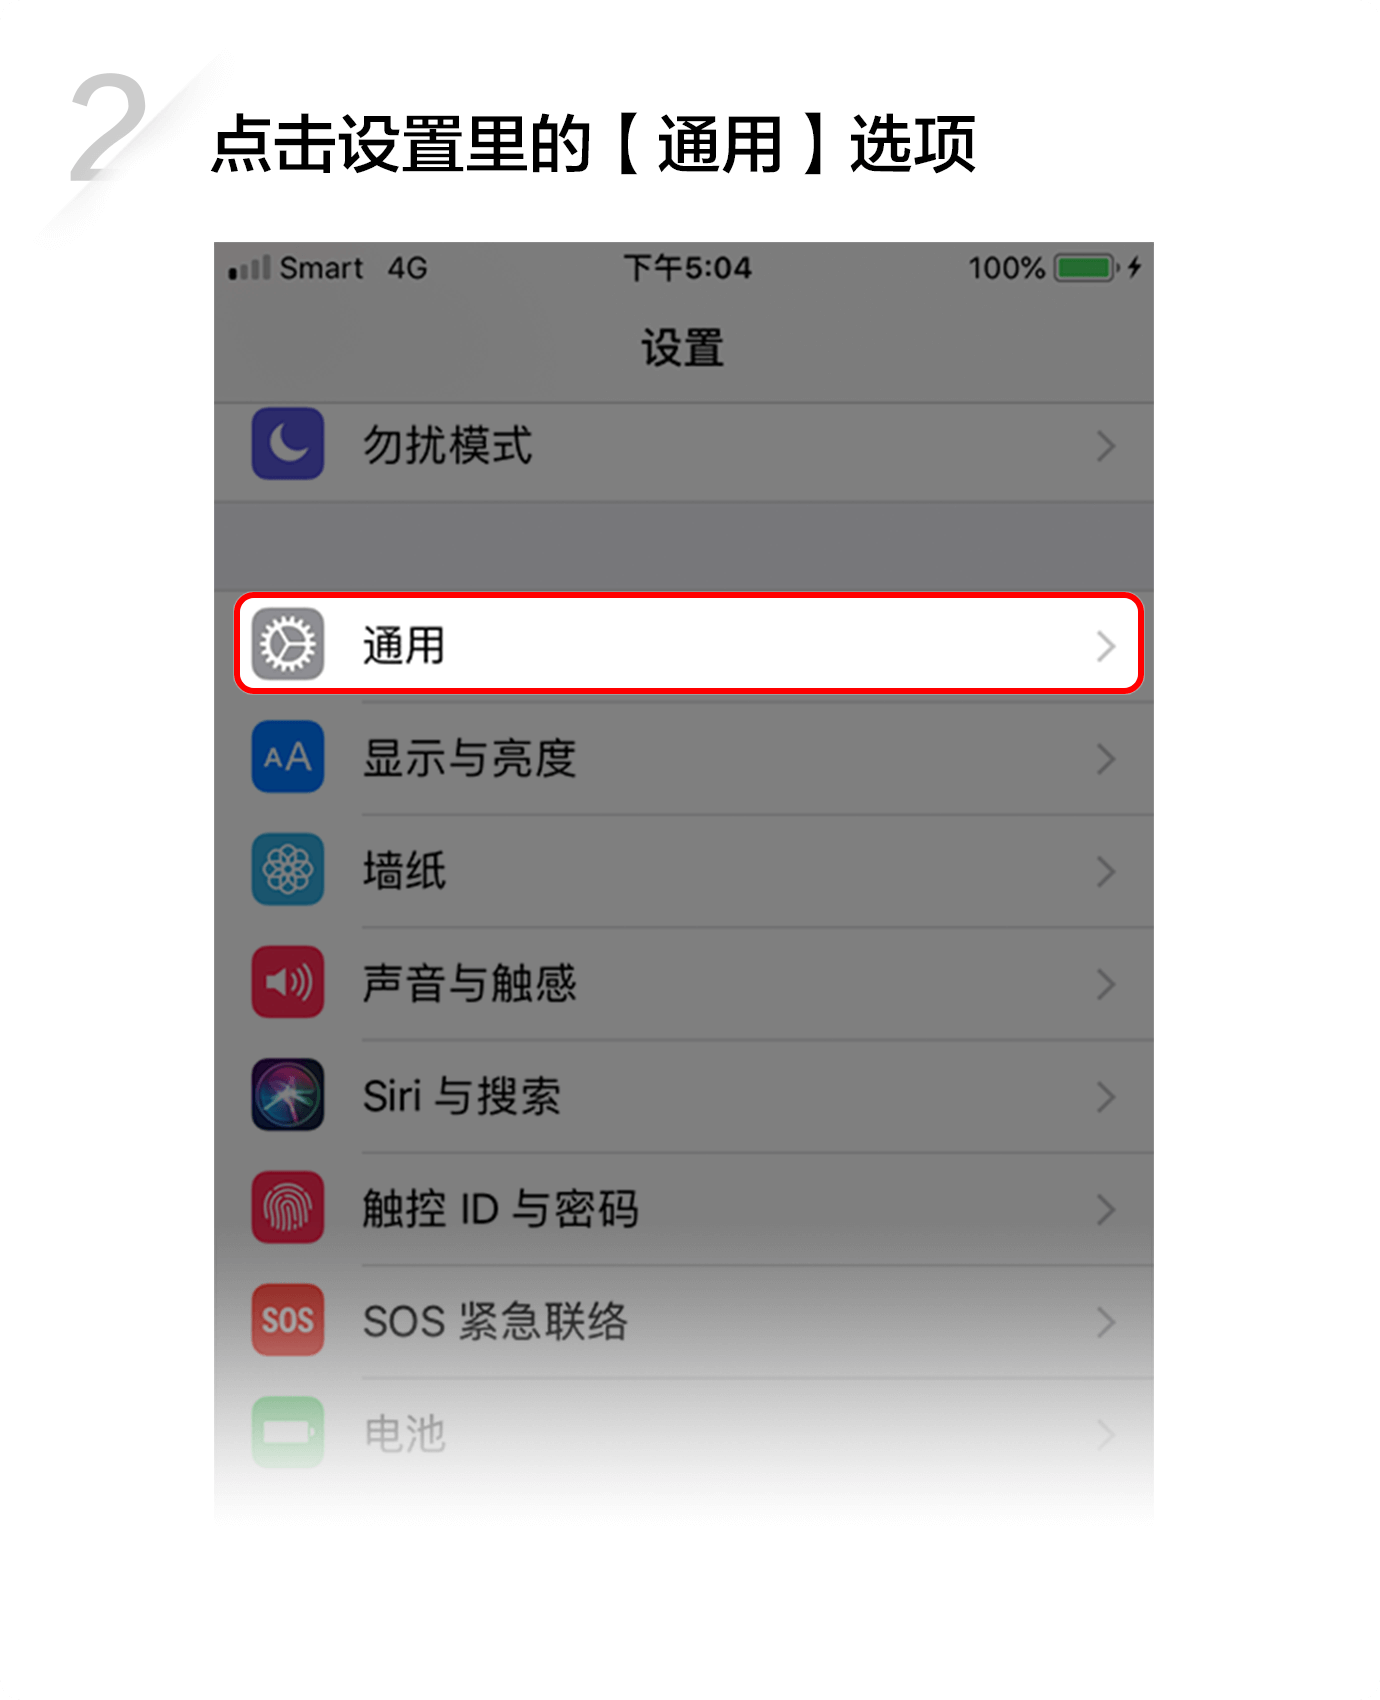 2
点击设置里的【通用】选项
Smart 4G 下午5:04 100%
设置
勿扰模式
通用
AA 显示与亮度
墙纸
声音与触感
Siri 与搜索
触控 ID 与密码
SOS SOS 紧急联络
电池